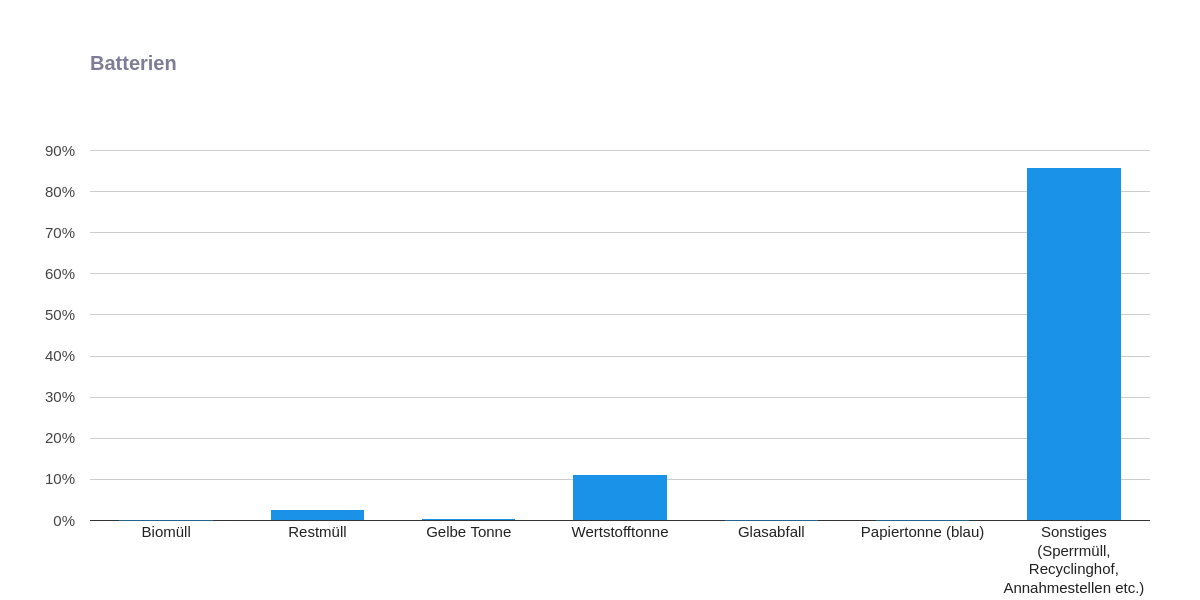 Batterien
90%
80%
70%
60%
50%
40%
30%
20%
10%
0%
Biomüll
Restmüll
Gelbe Tonne
Wertstofftonne
Glasabfall
Papiertonne (blau)
Sonstiges
(Sperrmüll,
Recyclinghof,
Annahmestellen etc.)